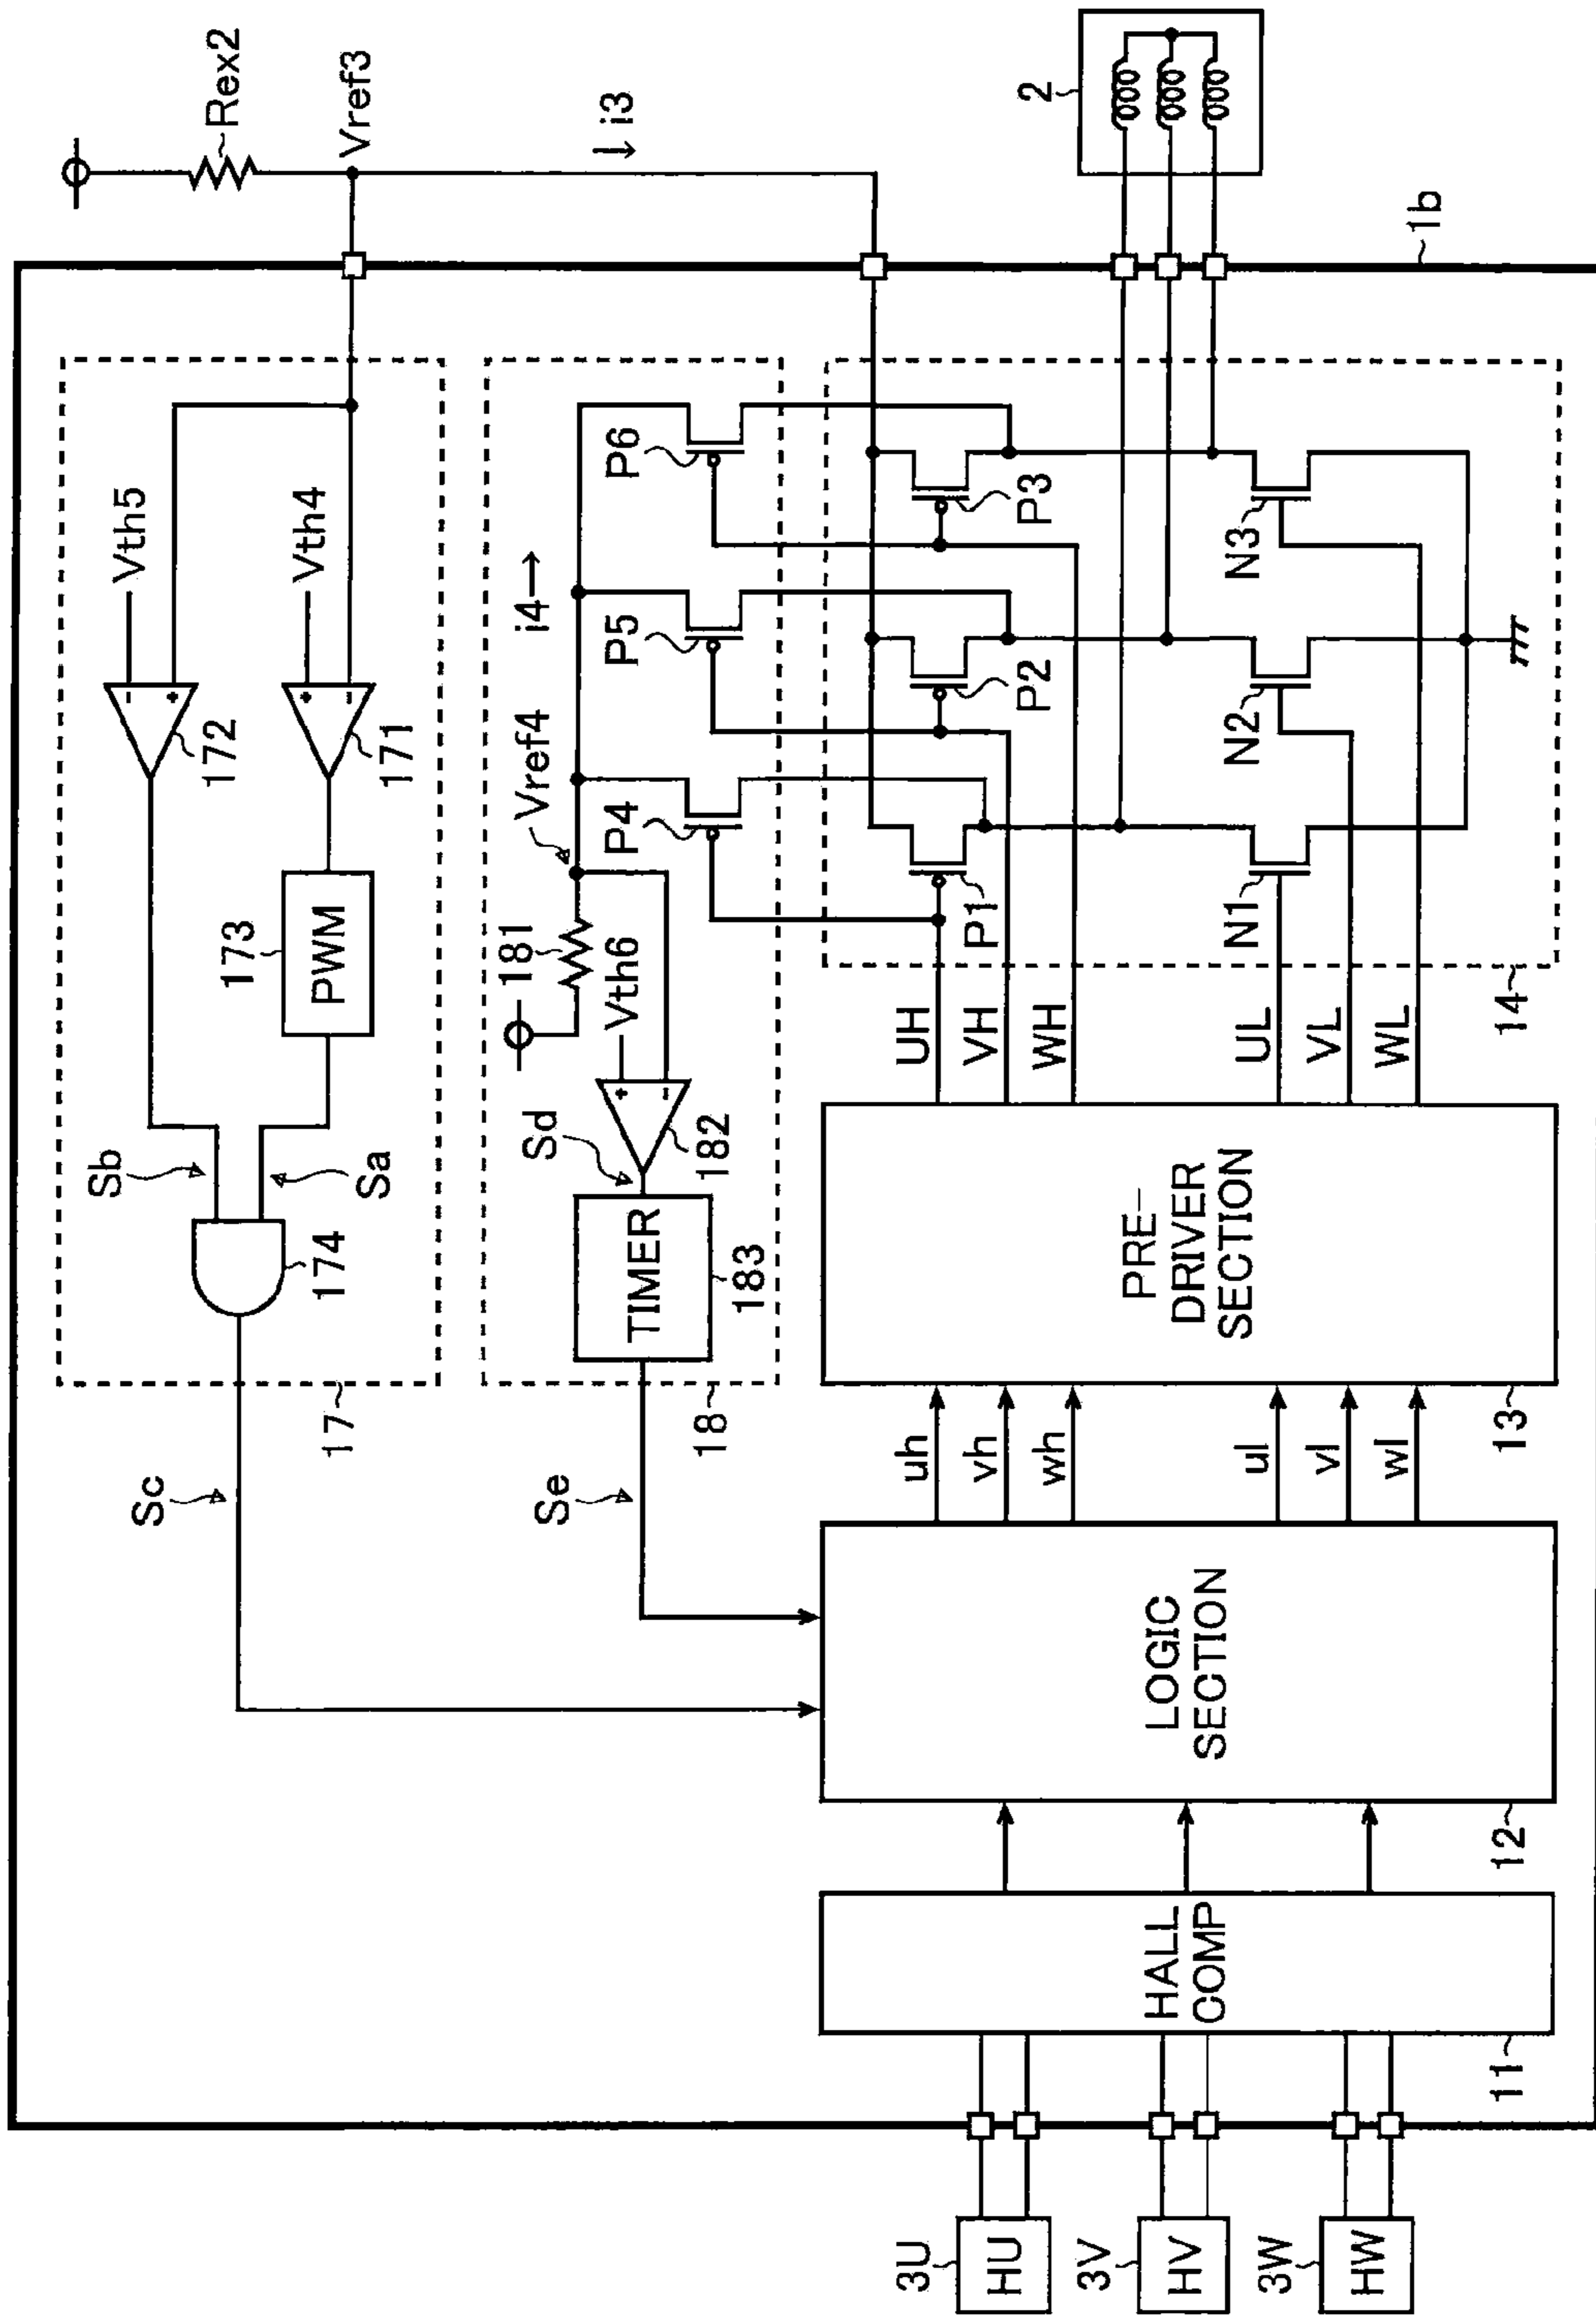 Rex2
Vref3
i3
2
1b
Vth5
Vth4
-
+
+
-
172
171
173
PWM
Sb
Sa
174
17
Sc
i4
Vref4
P4
P5
P6
181
Vth6
+
-
Sd
182
TIMER
183
18
Se
P1
P2
P3
N1
N2
N3
14
UH
VH
WH
UL
VL
WL
PRE-
DRIVER
SECTION
13
uh
vh
wh
ul
vl
wl
LOGIC
SECTION
12
HALL
COMP
11
3U
HU
3V
HV
3W
HW